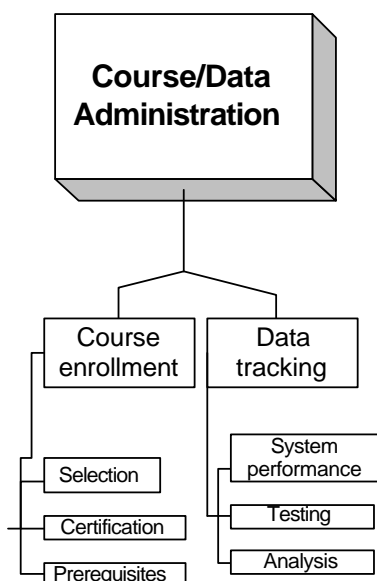 Course/Data
Administration
Course
enrollment
Data
tracking
Selection
Certification
Prerequisites
System
performance
Testing
Analysis